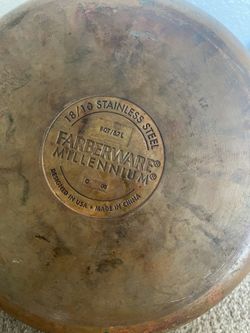 18/10 STAINLESS STEEL
FARBERWARE®
MILLENNIUM®
DESIGNED IN USA • MADE IN CHINA